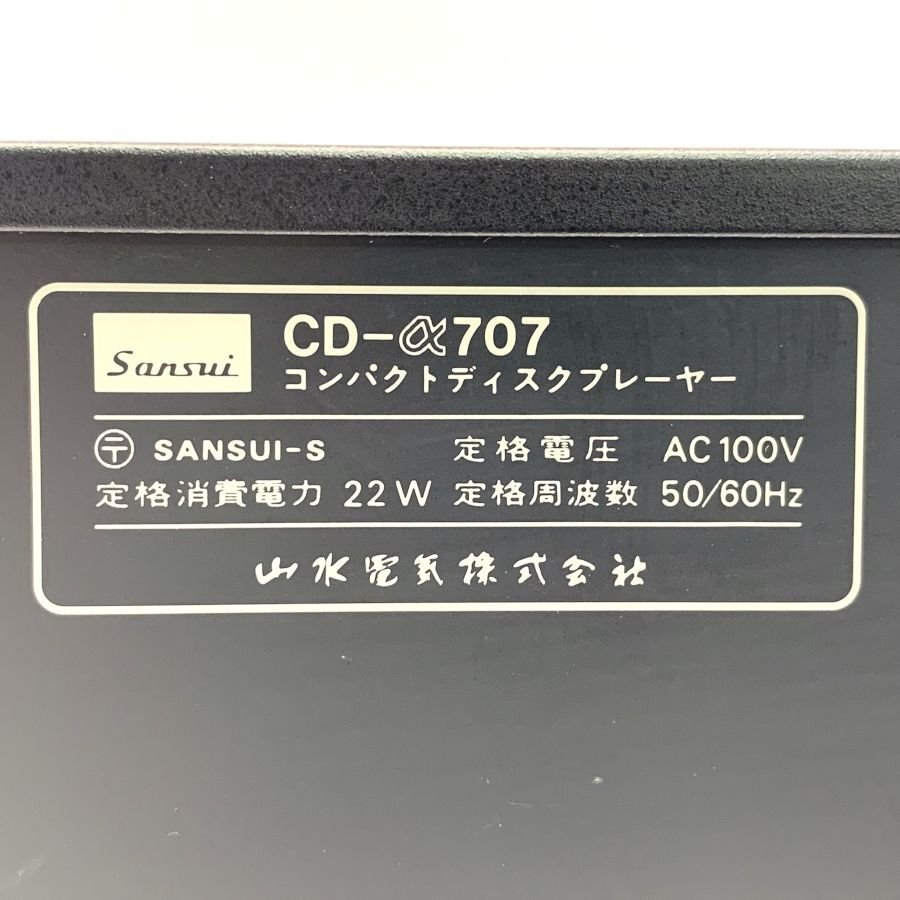 Sansui
CD-α707
コンパクトディスクプレーヤー
〶 SANSUI-S 定格電圧 AC100V
定格消費電力 22W 定格周波数 50/60Hz
山水電気株式会社